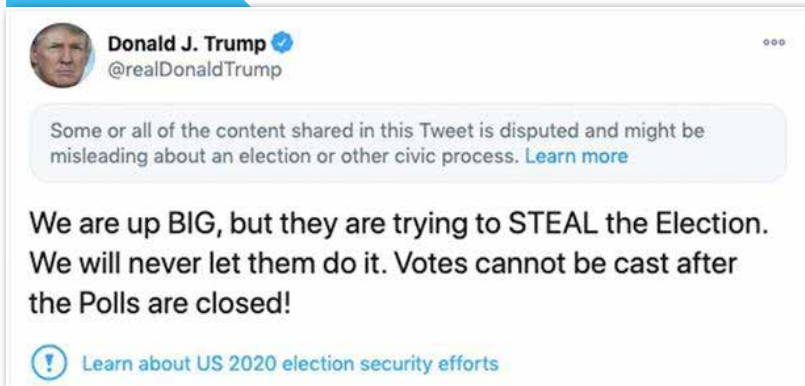 Donald J. Trump
@realDonaldTrump
Some or all of the content shared in this Tweet is disputed and might be
misleading about an election or other civic process. Learn more
We are up BIG, but they are trying to STEAL the Election.
We will never let them do it. Votes cannot be cast after
the Polls are closed!
Learn about US 2020 election security efforts